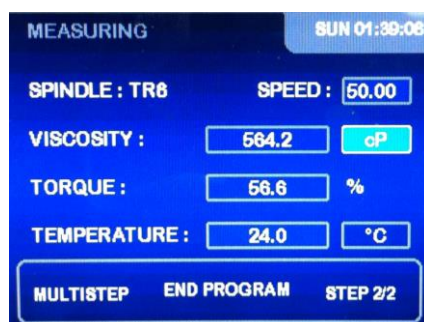 MEASURING SUN 01:39:06
SPINDLE : TR6 SPEED : 50.00
VISCOSITY : 564.2 cP
TORQUE : 56.6 %
TEMPERATURE : 24.0 °C
MULTISTEP END PROGRAM STEP 2/2